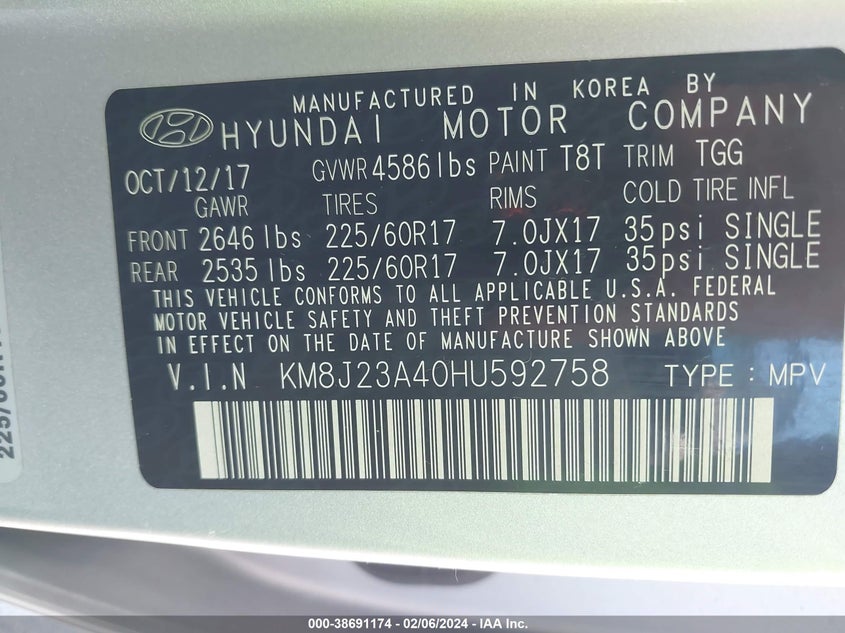 MANUFACTURED IN KOREA BY
HYUNDAI MOTOR COMPANY
OCT/12/17 GVWR 4586 lbs PAINT T8T TRIM TGG
GAWR TIRES RIMS COLD TIRE INFL
FRONT 2646 lbs 225/60R17 7.0JX17 35psi SINGLE
REAR 2535 lbs 225/60R17 7.0JX17 35psi SINGLE
THIS VEHICLE CONFORMS TO ALL APPLICABLE U.S.A. FEDERAL
MOTOR VEHICLE SAFETY AND THEFT PREVENTION STANDARDS
IN EFFECT ON THE DATE OF MANUFACTURE SHOWN ABOVE
V.I.N KM8J23A40HU592758 TYPE : MPV
000-38691174 - 02/06/2024 - IAA Inc.